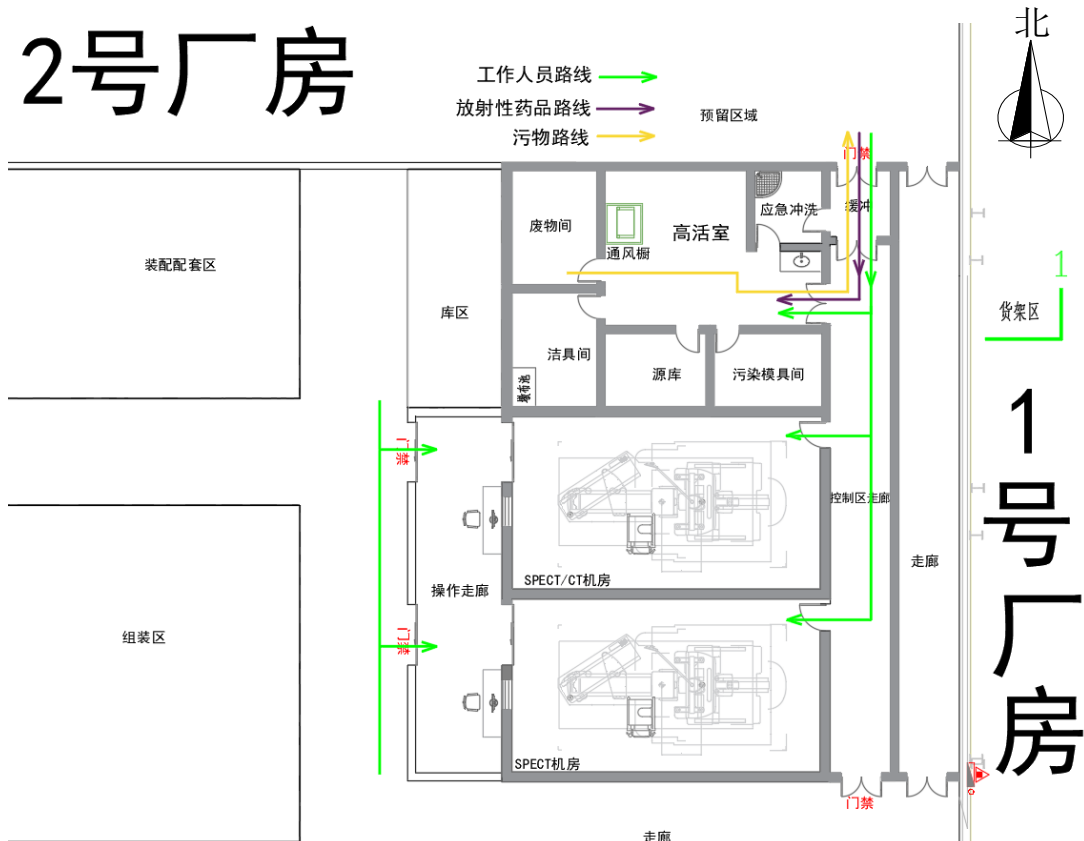 2号厂房
北
工作人员路线
放射性药品路线
污物路线
预留区域
门禁
废物间
应急冲洗
缓冲
高活室
通风橱
装配配套区
库区
1
货架区
洁具间
墩布池
源库
污染模具间
1号厂房
门禁
控制区走廊
走廊
SPECT/CT机房
操作走廊
组装区
门禁
SPECT机房
门禁
走廊